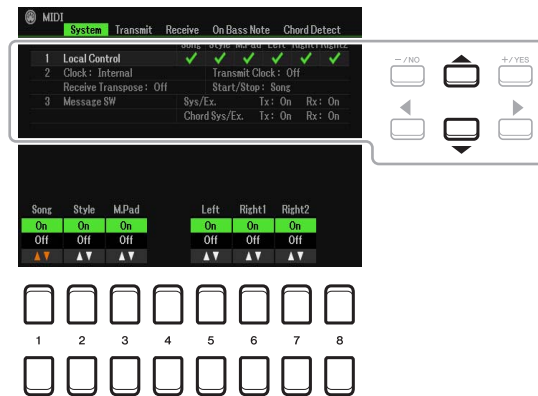 MIDI
System Transmit Receive On Bass Note Chord Detect
Song Style M.Pad Left Right1 Right2
1 Local Control
2 Clock : Internal Transmit Clock : Off
Receive Transpose : Off Start/Stop : Song
3 Message SW Sys/Ex. Tx : On Rx : On
Chord Sys/Ex. Tx : On Rx : On
−/NO +/YES
Song Style M.Pad Left Right1 Right2
On On On On On On
Off Off Off Off Off Off
1 2 3 4 5 6 7 8